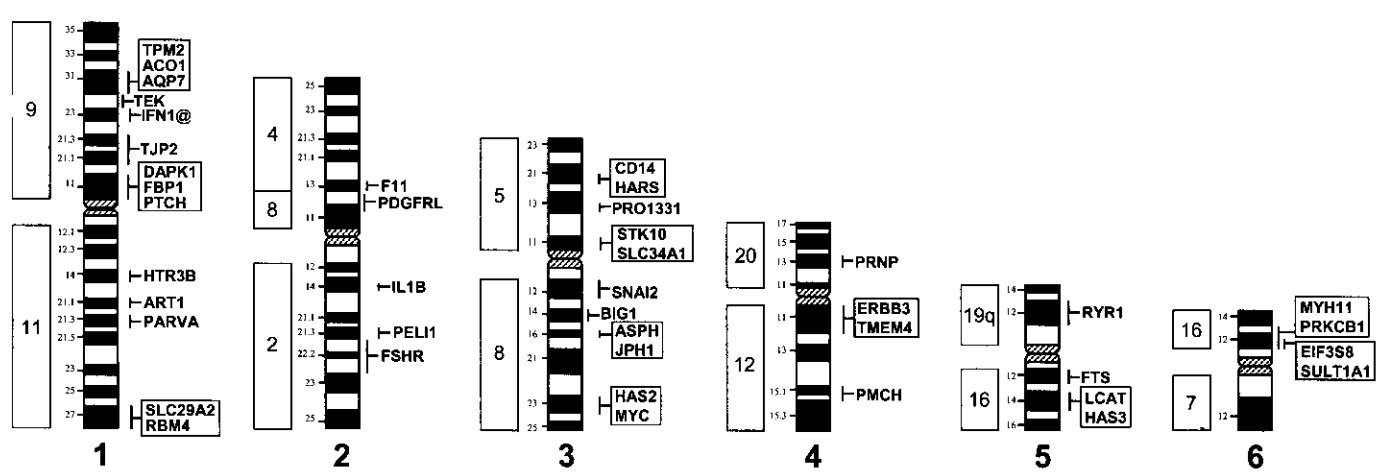 9
11
35
33
31
23
21.3
21.1
11
12.1
12.3
14
21.1
21.3
21.5
23
25
27
TPM2
ACO1
AQP7
TEK
IFN1@
TJP2
DAPK1
FBP1
PTCH
HTR3B
ART1
PARVA
SLC29A2
RBM4
1
4
8
2
25
23
21.3
21.1
13
11
12
14
21.1
21.3
22.2
23
25
F11
PDGFRL
IL1B
PELI1
FSHR
2
5
8
23
21
13
11
12
14
16
21
23
25
CD14
HARS
PRO1331
STK10
SLC34A1
SNAI2
BIG1
ASPH
JPH1
HAS2
MYC
3
20
12
17
15
13
11
11
13
15.1
15.3
PRNP
ERBB3
TMEM4
PMCH
4
19q
16
14
12
12
14
16
RYR1
FTS
LCAT
HAS3
5
16
7
14
12
12
MYH11
PRKCB1
EIF3S8
SULT1A1
6